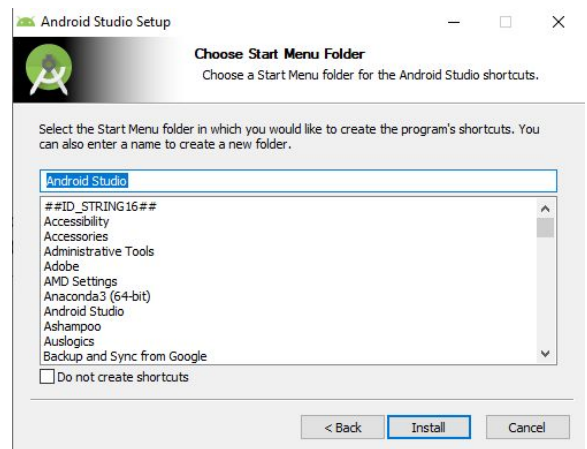 Android Studio Setup
Choose Start Menu Folder
Choose a Start Menu folder for the Android Studio shortcuts.
Select the Start Menu folder in which you would like to create the program's shortcuts. You
can also enter a name to create a new folder.
Android Studio
##ID_STRING16##
Accessibility
Accessories
Administrative Tools
Adobe
AMD Settings
Anaconda3 (64-bit)
Android Studio
Ashampoo
Auslogics
Backup and Sync from Google
Do not create shortcuts
< Back Install Cancel